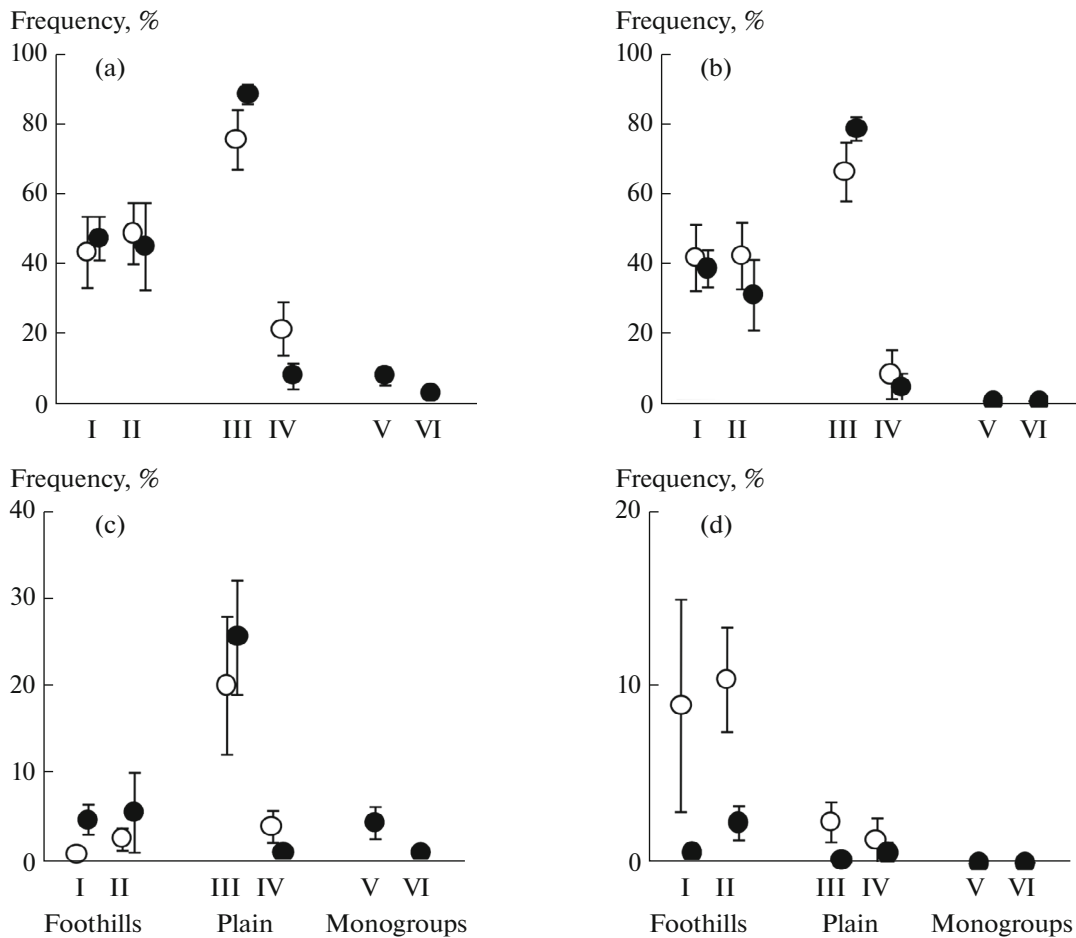 Frequency, %
100
(a)
80
60
40
20
0
I II III IV V VI
Frequency, %
100
(b)
80
60
40
20
0
I II III IV V VI
Frequency, %
40
(c)
30
20
10
0
I II III IV V VI
Foothills Plain Monogroups
Frequency, %
20
(d)
10
0
I II III IV V VI
Foothills Plain Monogroups